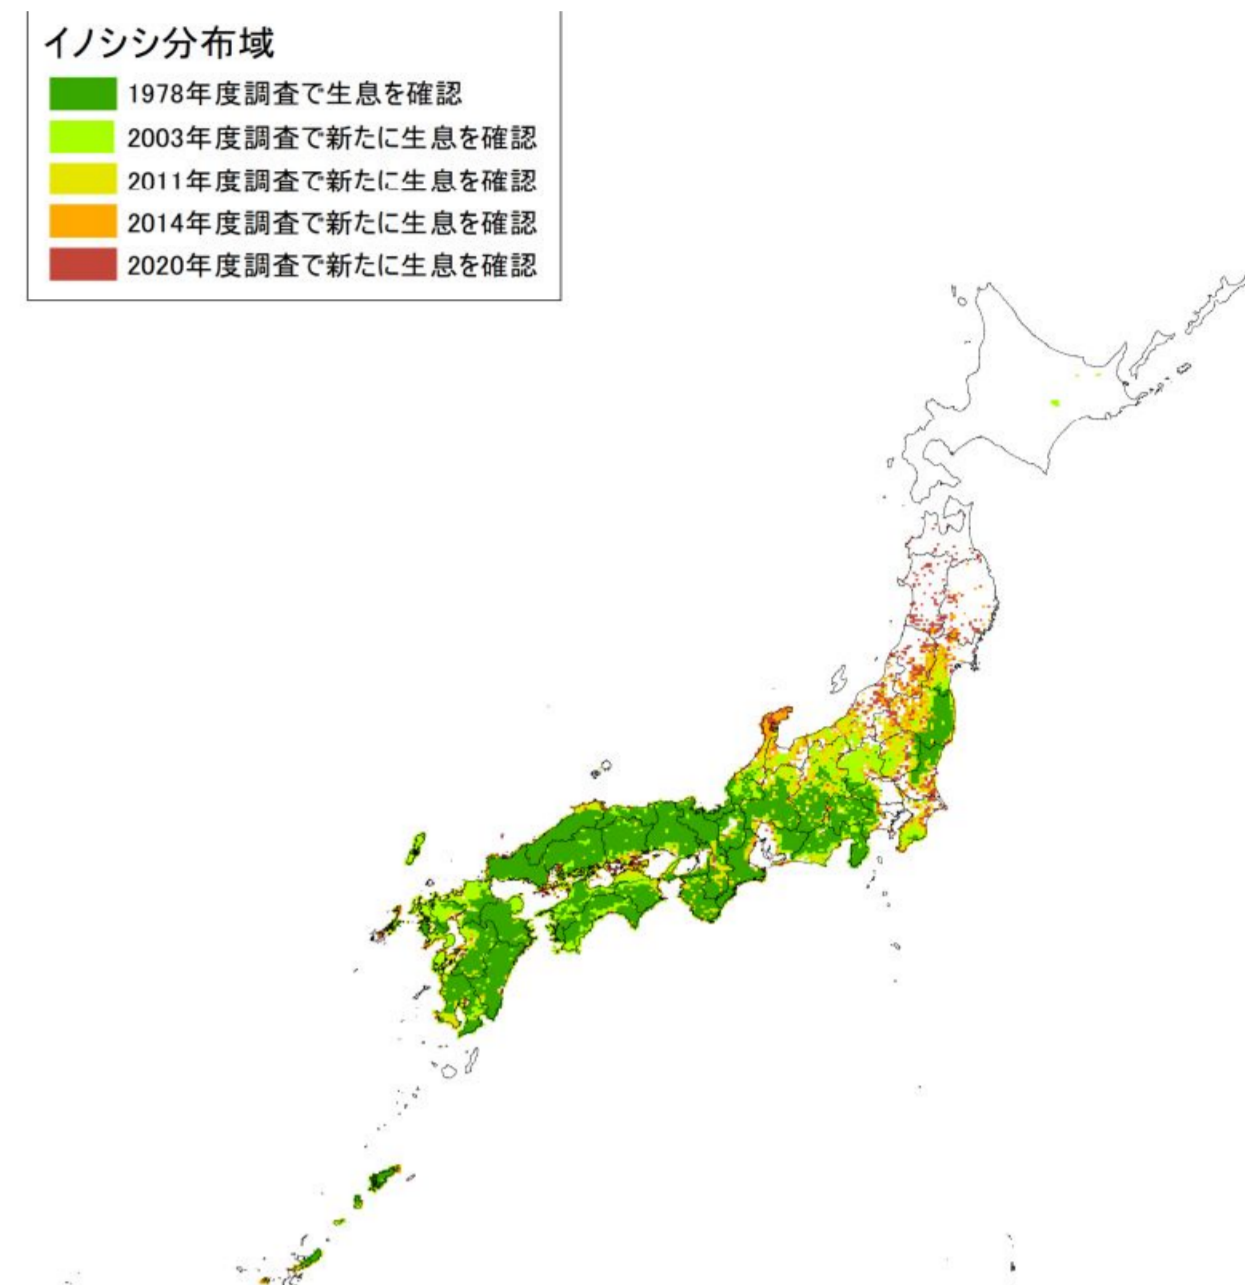 イノシシ分布域
1978年度調査で生息を確認
2003年度調査で新たに生息を確認
2011年度調査で新たに生息を確認
2014年度調査で新たに生息を確認
2020年度調査で新たに生息を確認